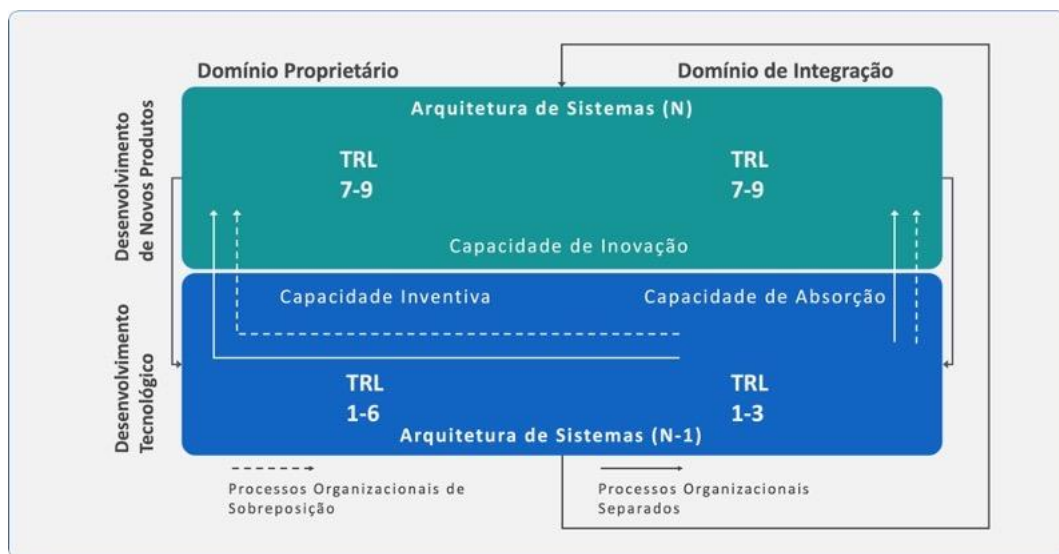 Domínio Proprietário
Domínio de Integração
Desenvolvimento
de Novos Produtos
Arquitetura de Sistemas (N)
TRL
7-9
TRL
7-9
Capacidade de Inovação
Desenvolvimento
Tecnológico
Capacidade Inventiva
Capacidade de Absorção
TRL
1-6
TRL
1-3
Arquitetura de Sistemas (N-1)
Processos Organizacionais de
Sobreposição
Processos Organizacionais
Separados